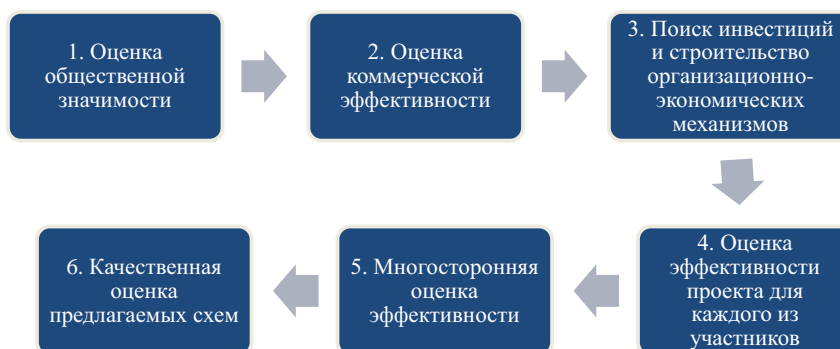 1. Оценка
общественной
значимости
2. Оценка
коммерческой
эффективности
3. Поиск инвестиций
и строительство
организационно-
экономических
механизмов
4. Оценка
эффективности
проекта для
каждого из
участников
5. Многосторонняя
оценка
эффективности
6. Качественная
оценка
предлагаемых схем